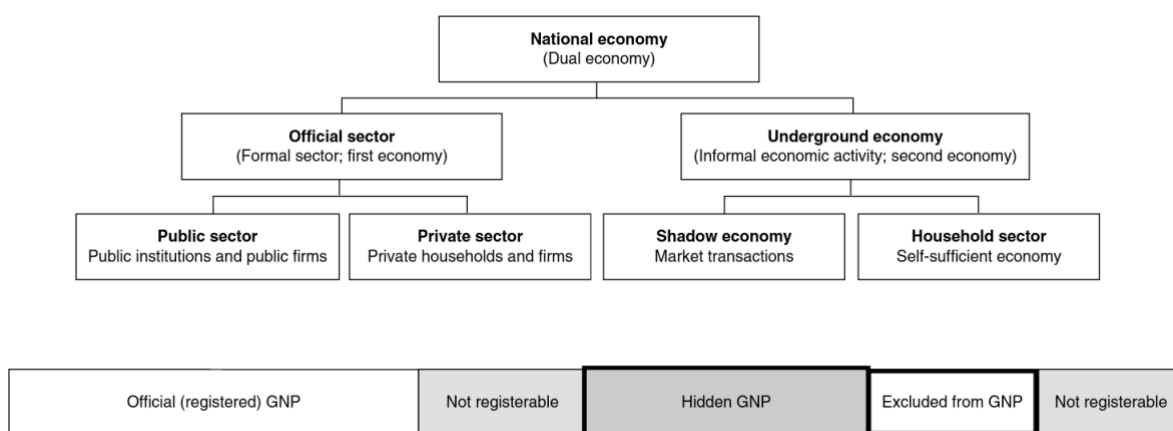 National economy
(Dual economy)
Official sector
(Formal sector; first economy)
Underground economy
(Informal economic activity; second economy)
Public sector
Public institutions and public firms
Private sector
Private households and firms
Shadow economy
Market transactions
Household sector
Self-sufficient economy
Official (registered) GNP
Not registerable
Hidden GNP
Excluded from GNP
Not registerable